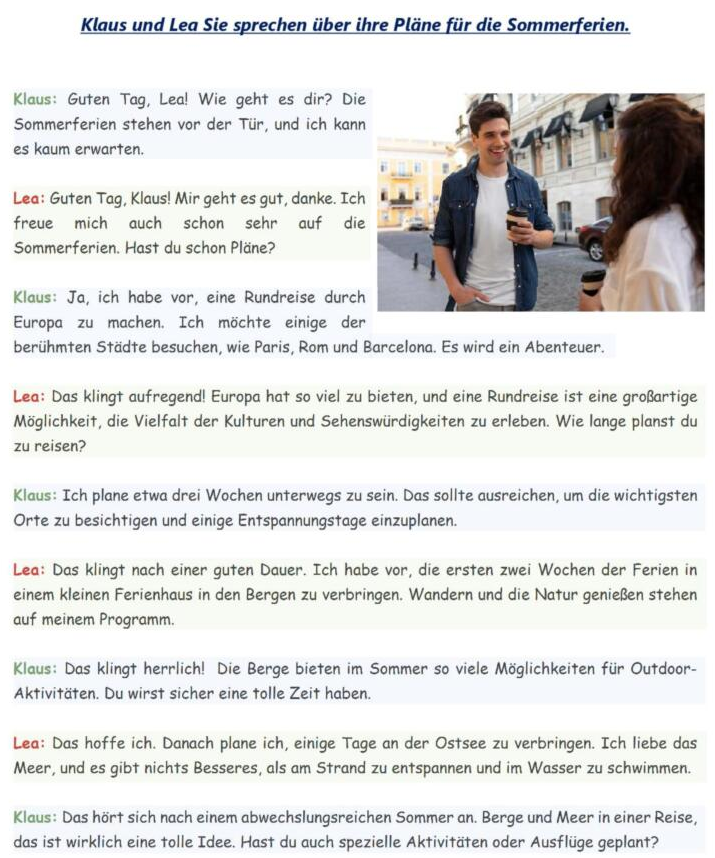 Klaus und Lea Sie sprechen über ihre Pläne für die Sommerferien.
Klaus: Guten Tag, Lea! Wie geht es dir? Die
Sommerferien stehen vor der Tür, und ich kann
es kaum erwarten.
Lea: Guten Tag, Klaus! Mir geht es gut, danke. Ich
freue mich auch schon sehr auf die
Sommerferien. Hast du schon Pläne?
Klaus: Ja, ich habe vor, eine Rundreise durch
Europa zu machen. Ich möchte einige der
berühmten Städte besuchen, wie Paris, Rom und Barcelona. Es wird ein Abenteuer.
Lea: Das klingt aufregend! Europa hat so viel zu bieten, und eine Rundreise ist eine großartige
Möglichkeit, die Vielfalt der Kulturen und Sehenswürdigkeiten zu erleben. Wie lange planst du
zu reisen?
Klaus: Ich plane etwa drei Wochen unterwegs zu sein. Das sollte ausreichen, um die wichtigsten
Orte zu besichtigen und einige Entspannungstage einzuplanen.
Lea: Das klingt nach einer guten Dauer. Ich habe vor, die ersten zwei Wochen der Ferien in
einem kleinen Ferienhaus in den Bergen zu verbringen. Wandern und die Natur genießen stehen
auf meinem Programm.
Klaus: Das klingt herrlich! Die Berge bieten im Sommer so viele Möglichkeiten für Outdoor-
Aktivitäten. Du wirst sicher eine tolle Zeit haben.
Lea: Das hoffe ich. Danach plane ich, einige Tage an der Ostsee zu verbringen. Ich liebe das
Meer, und es gibt nichts Besseres, als am Strand zu entspannen und im Wasser zu schwimmen.
Klaus: Das hört sich nach einem abwechslungsreichen Sommer an. Berge und Meer in einer Reise,
das ist wirklich eine tolle Idee. Hast du auch spezielle Aktivitäten oder Ausflüge geplant?